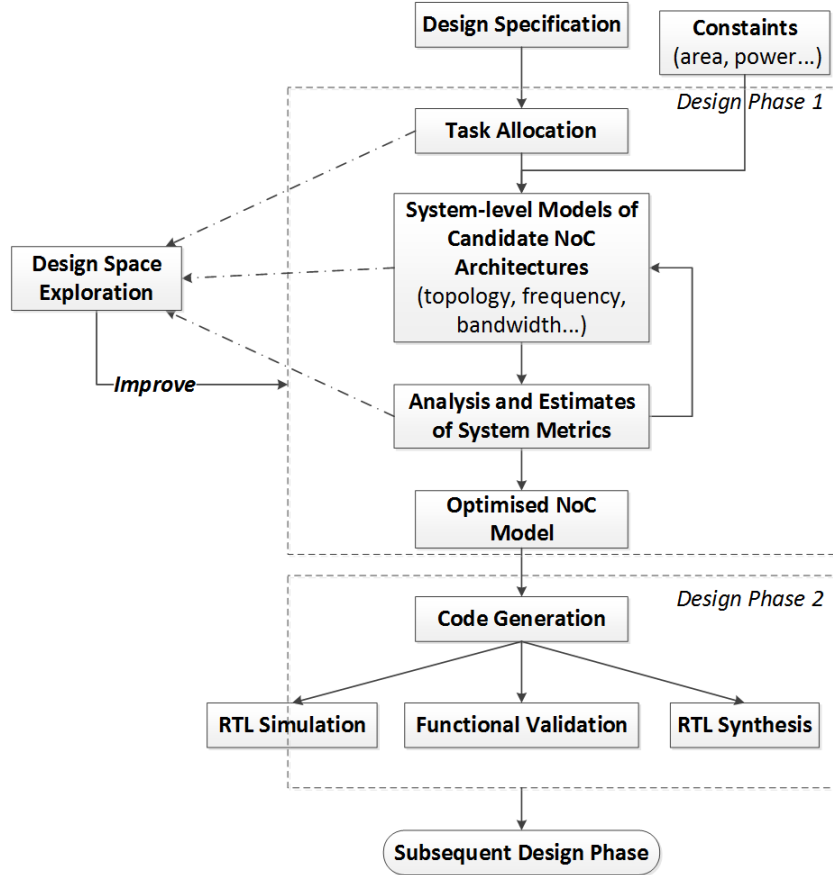 Design Specification
Constaints
(area, power...)
Design Phase 1
Task Allocation
System-level Models of
Candidate NoC
Architectures
(topology, frequency,
bandwidth...)
Design Space
Exploration
Improve
Analysis and Estimates
of System Metrics
Optimised NoC
Model
Design Phase 2
Code Generation
RTL Simulation
Functional Validation
RTL Synthesis
Subsequent Design Phase